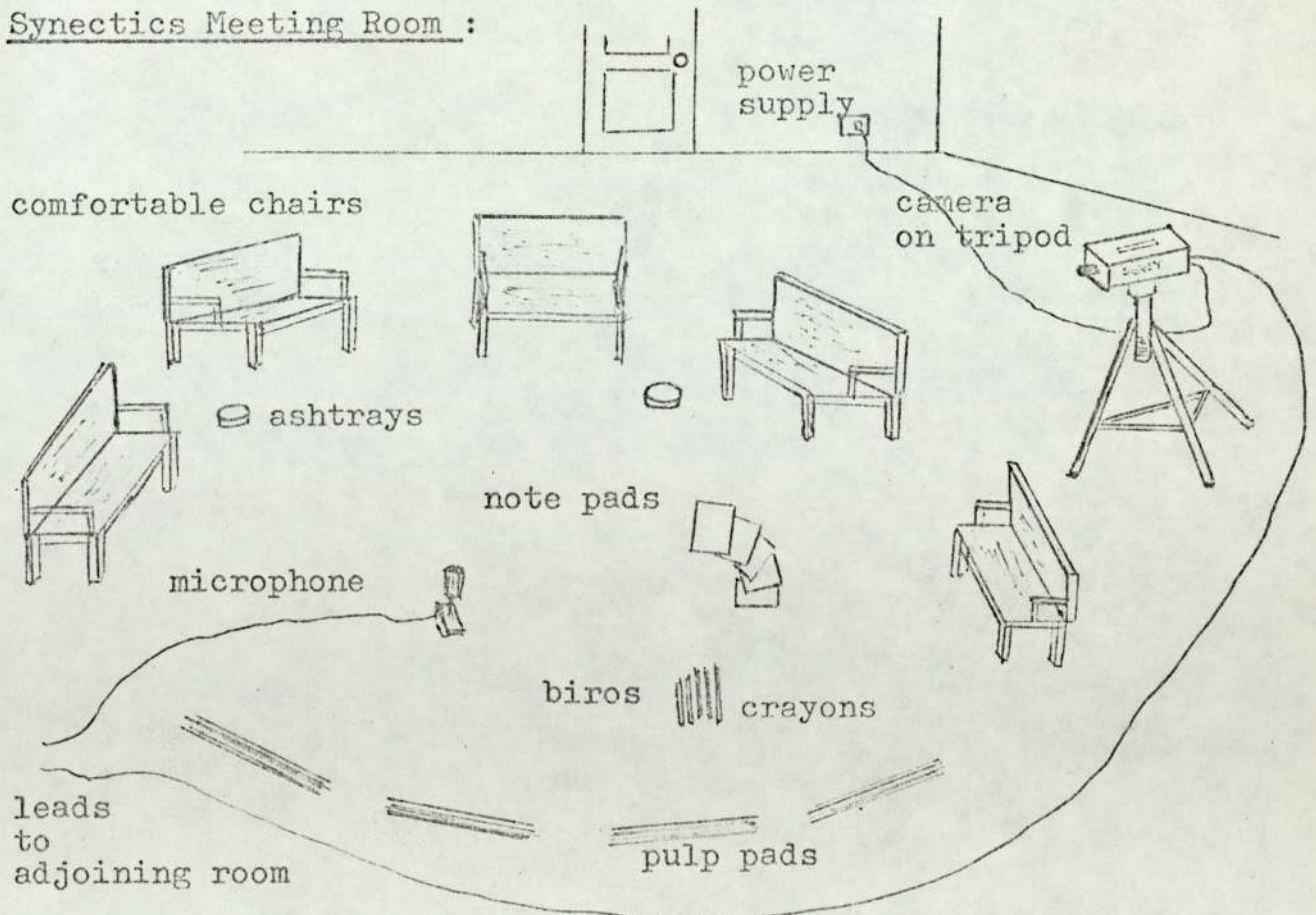 Synectics Meeting Room :
power
supply
comfortable chairs
camera
on tripod
SONY
ashtrays
note pads
microphone
biros
crayons
pulp pads
leads
to
adjoining room